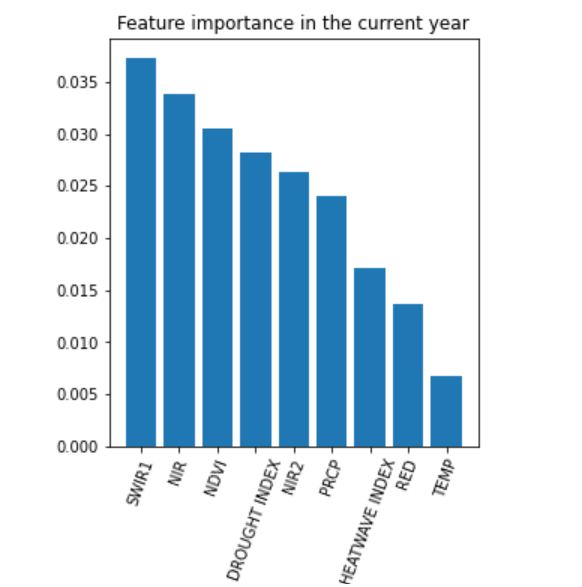 Feature importance in the current year
0.035
0.030
0.025
0.020
0.015
0.010
0.005
0.000
SWIR1
NIR
NDVI
DROUGHT INDEX
NIR2
PRCP
HEATWAVE INDEX
RED
TEMP